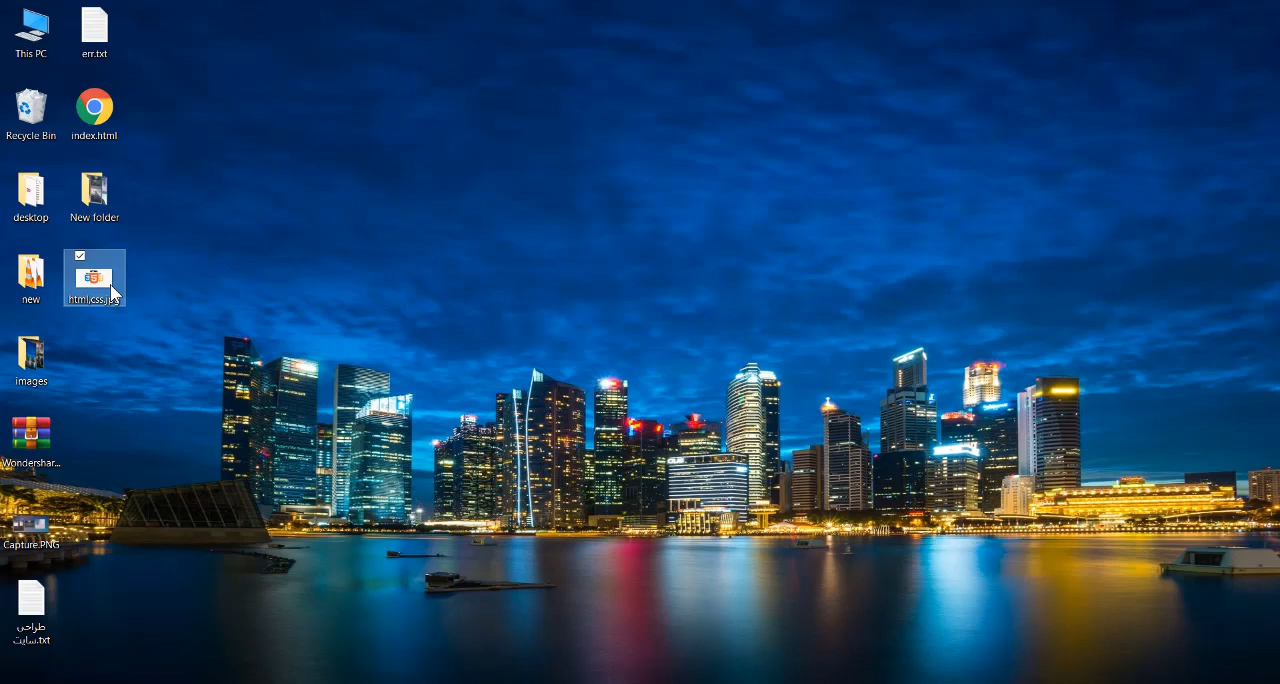 This PC
err.txt
Recycle Bin
index.html
desktop
New folder
new
html,css.jpg
images
Wondershar...
Capture.PNG
طراحی
سایت.txt